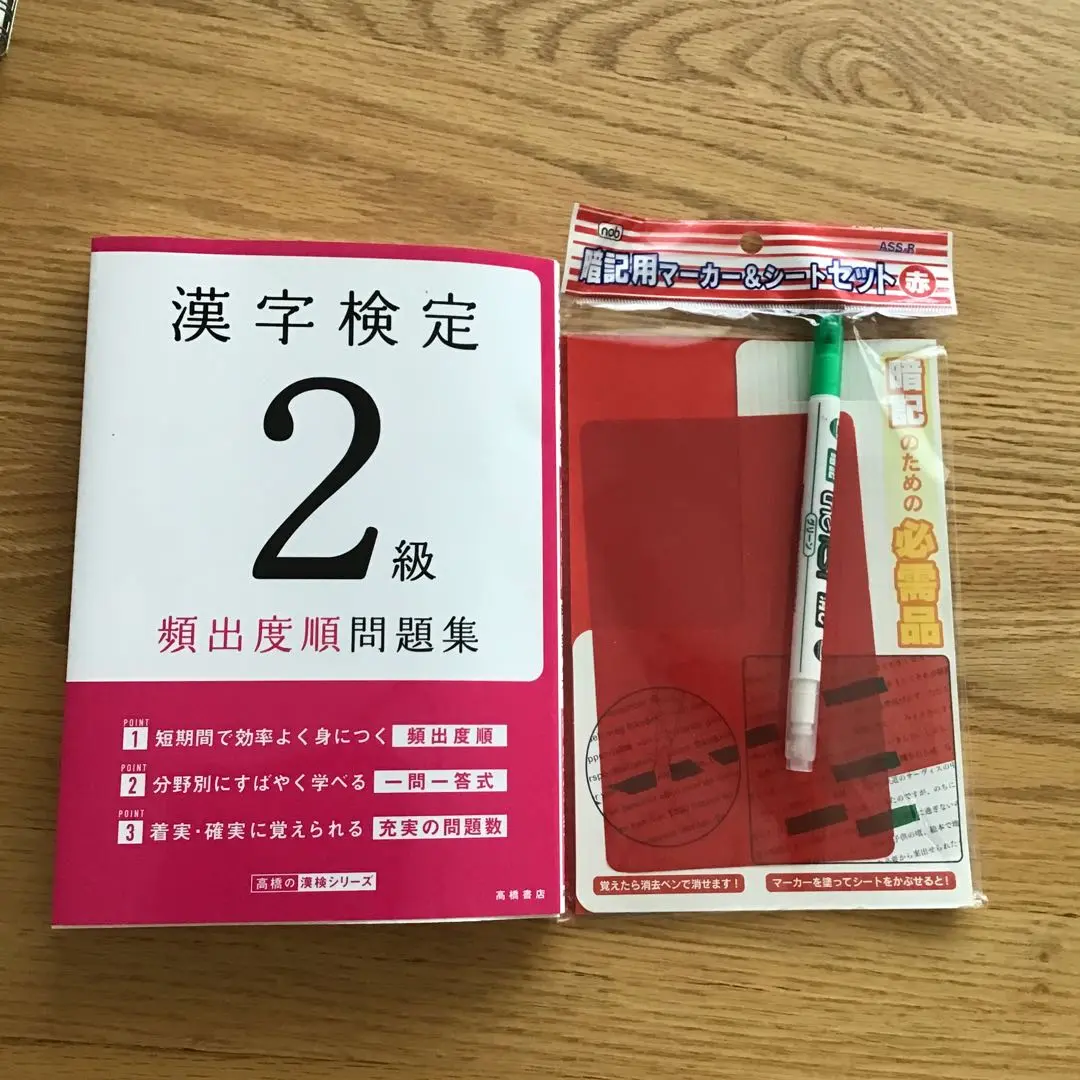 漢字検定
2級
頻出度順問題集
POINT
1 短期間で効率よく身につく 頻出度順
POINT
2 分野別にすばやく学べる 一問一答式
POINT
3 着実・確実に覚えられる 充実の問題数
高橋の漢検シリーズ
高橋書店
nob
ASS-R
暗記用マーカー&シートセット 赤
暗記のための必需品
グリーン
覚えたら消去ペンで消せます!
マーカーを塗ってシートをかぶせると!